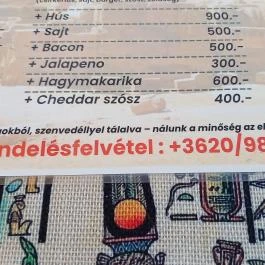 + Hús 900.-
+ Sajt 500.-
+ Bacon 500.-
+ Jalapeno 300.-
+ Hagymakarika 600.-
+ Cheddar szósz 400.-
szenvedéllyel tálalva – nálunk a minőség az
ndelésfelvétel : +3620/98